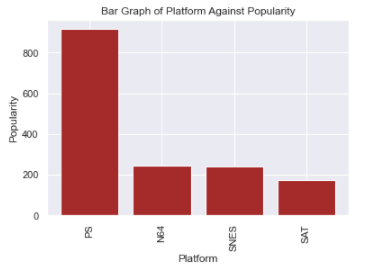 Bar Graph of Platform Against Popularity
Popularity
800
600
400
200
0
PS
N64
SNES
SAT
Platform